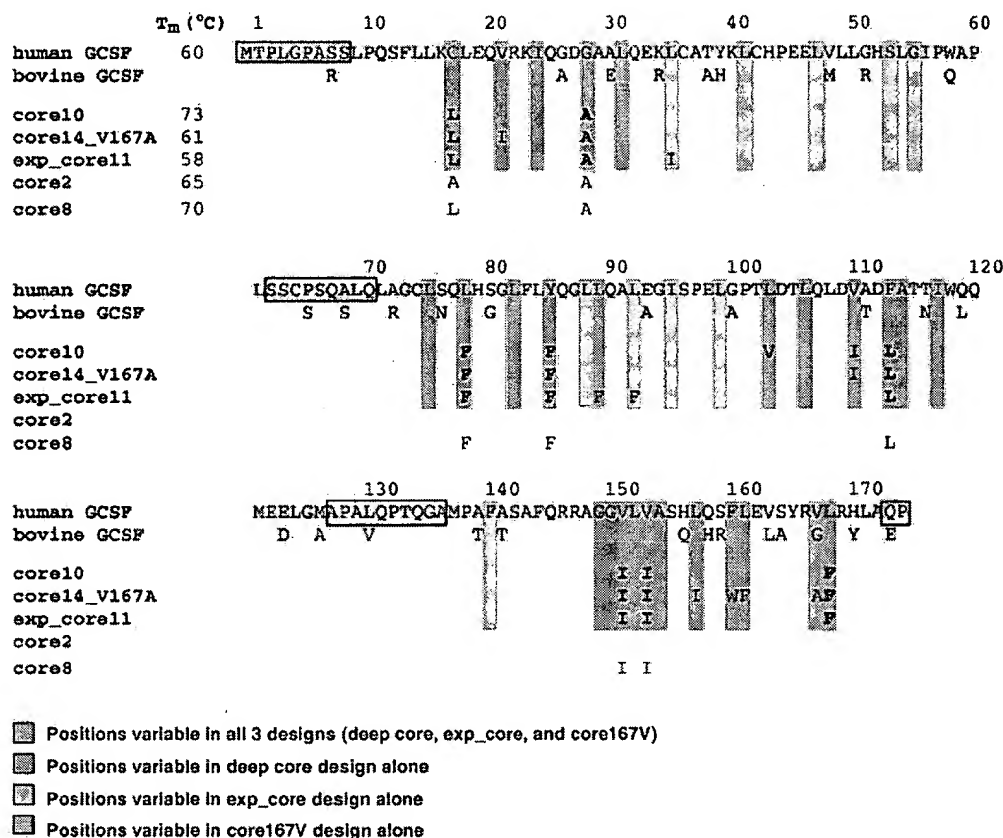 Tm (°C) 1 10 20 30 40 50 60
human GCSF 60 MTPLGPASSLPQSFLLKCLEQVRKIQGDGAALQEKLCATYKLCHPEELVLLGHSLGIPWAP
bovine GCSF R A E R AH M R Q
core10 73 L A
core14_V167A 61 L I A
exp_core11 58 L A I
core2 65 A A
core8 70 L A
70 80 90 100 110 120
human GCSF LSSCPSQALQLAGCLSQLHSGLFLYQGLLQALEGISPELGPTLDTLQLDVADFATTIWQQ
bovine GCSF S S R N G A A T N L
core10 F F V I L
core14_V167A F F I L
exp_core11 F F I F L
core2
core8 F F L
130 140 150 160 170
human GCSF MEELGMAPALQPTQGAMPAFASAFQRRAGGVLVASHLQSFLEVSYRVLRHLAQP
bovine GCSF D A V T T Q HR LA G Y E
core10 I I F
core14_V167A I I I WF AF
exp_core11 I I F
core2
core8 I I
Positions variable in all 3 designs (deep core, exp_core, and core167V)
Positions variable in deep core design alone
Positions variable in exp_core design alone
Positions variable in core167V design alone